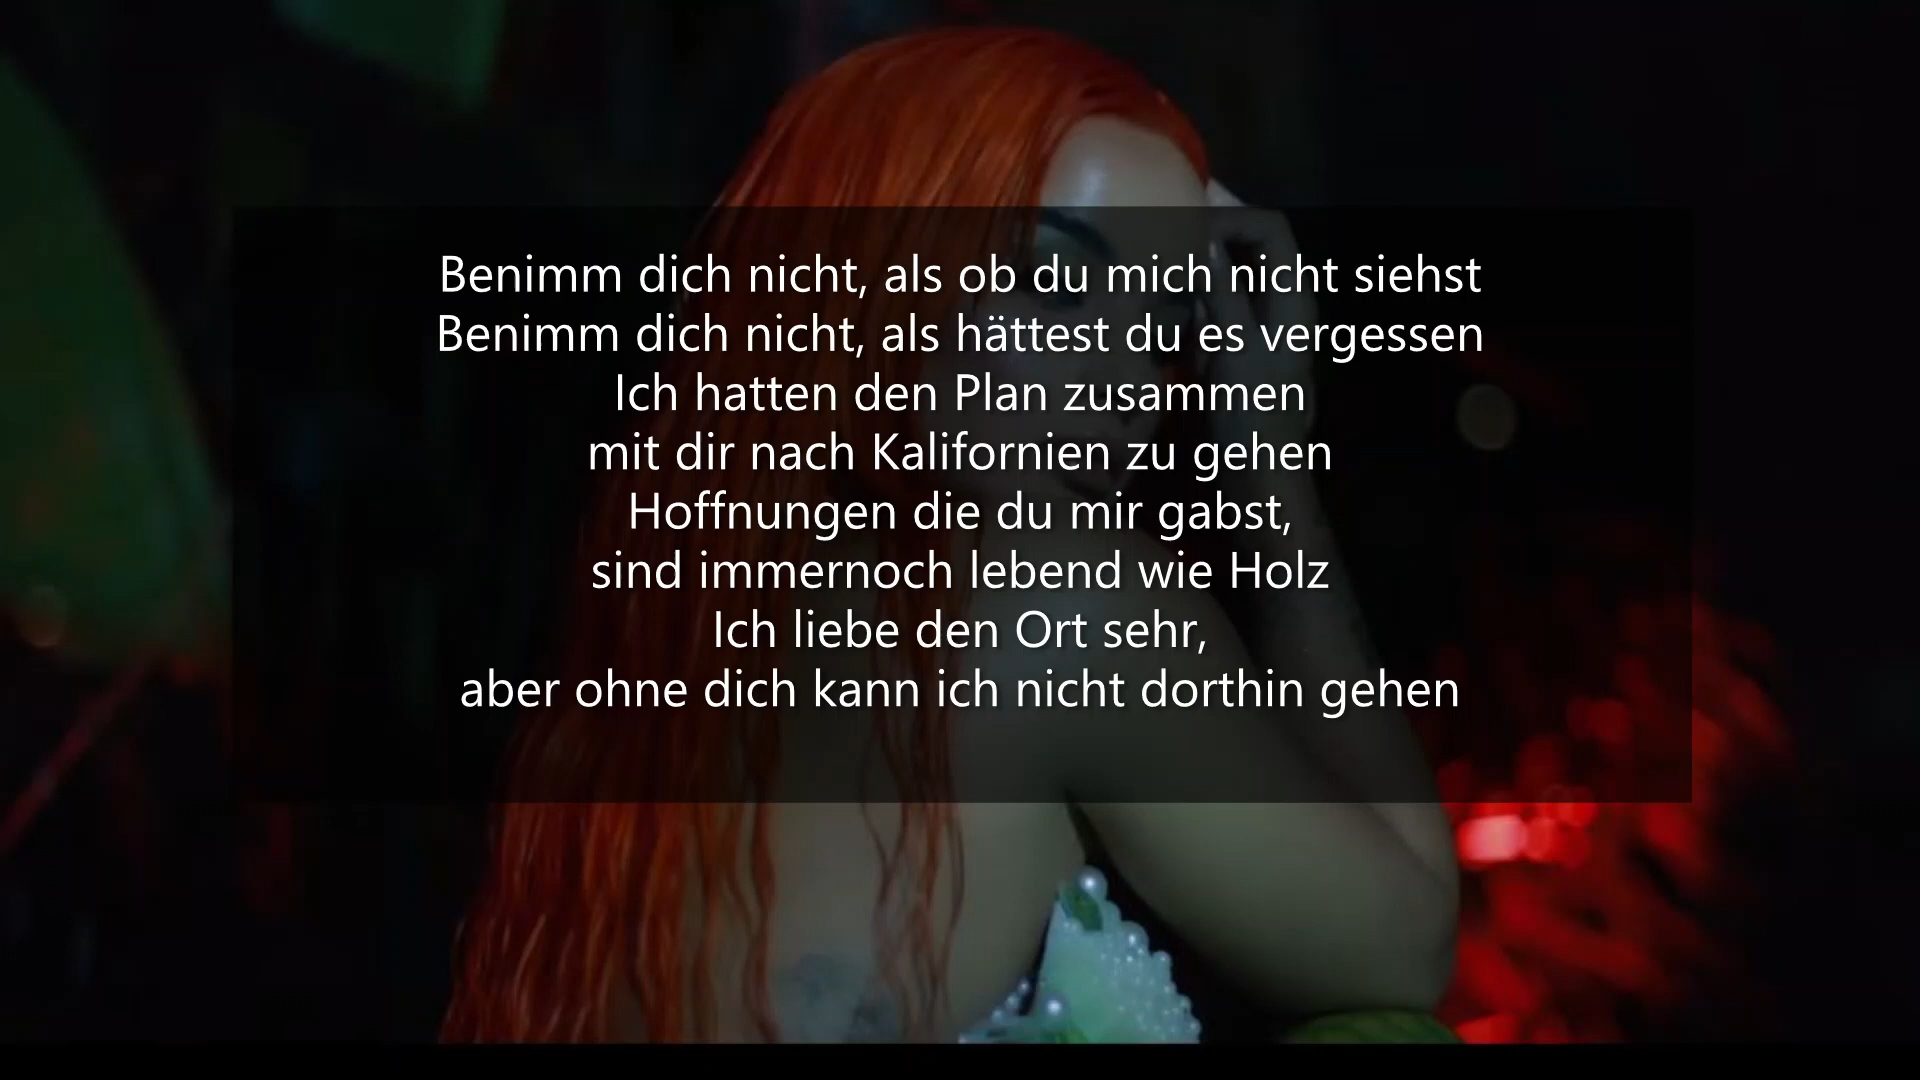 Benimm dich nicht, als ob du mich nicht siehst
Benimm dich nicht, als hättest du es vergessen
Ich hatten den Plan zusammen
mit dir nach Kalifornien zu gehen
Hoffnungen die du mir gabst,
sind immernoch lebend wie Holz
Ich liebe den Ort sehr,
aber ohne dich kann ich nicht dorthin gehen